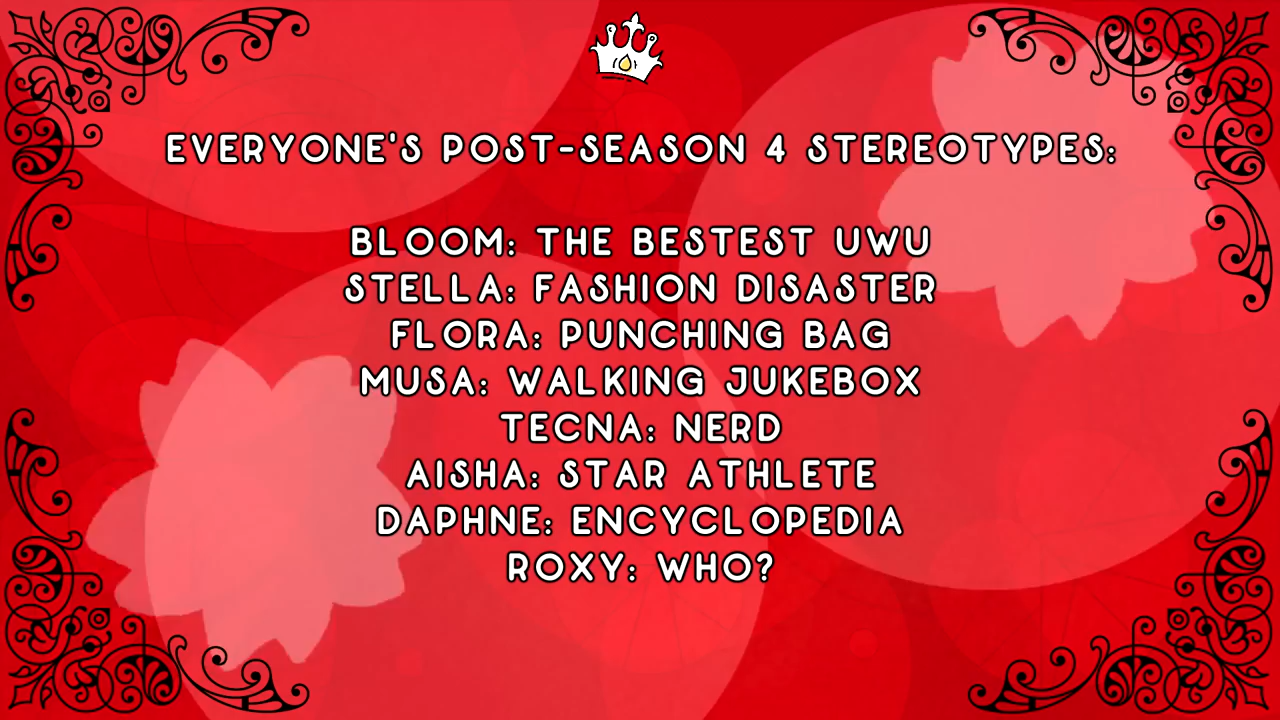 EVERYONE'S POST-SEASON 4 STEREOTYPES:
BLOOM: THE BESTEST UWU
STELLA: FASHION DISASTER
FLORA: PUNCHING BAG
MUSA: WALKING JUKEBOX
TECNA: NERD
AISHA: STAR ATHLETE
DAPHNE: ENCYCLOPEDIA
ROXY: WHO?